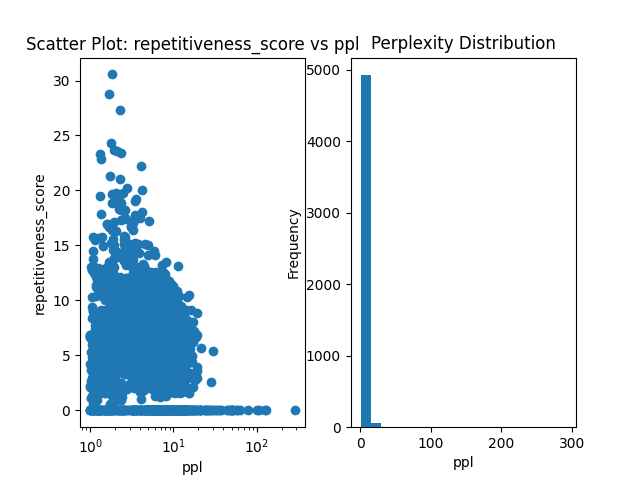 Scatter Plot: repetitiveness_score vs ppl
30
25
20
15
10
5
0
repetitiveness_score
10⁰ 10¹ 10²
ppl
Perplexity Distribution
5000
4000
3000
2000
1000
0
Frequency
0 100 200 300
ppl